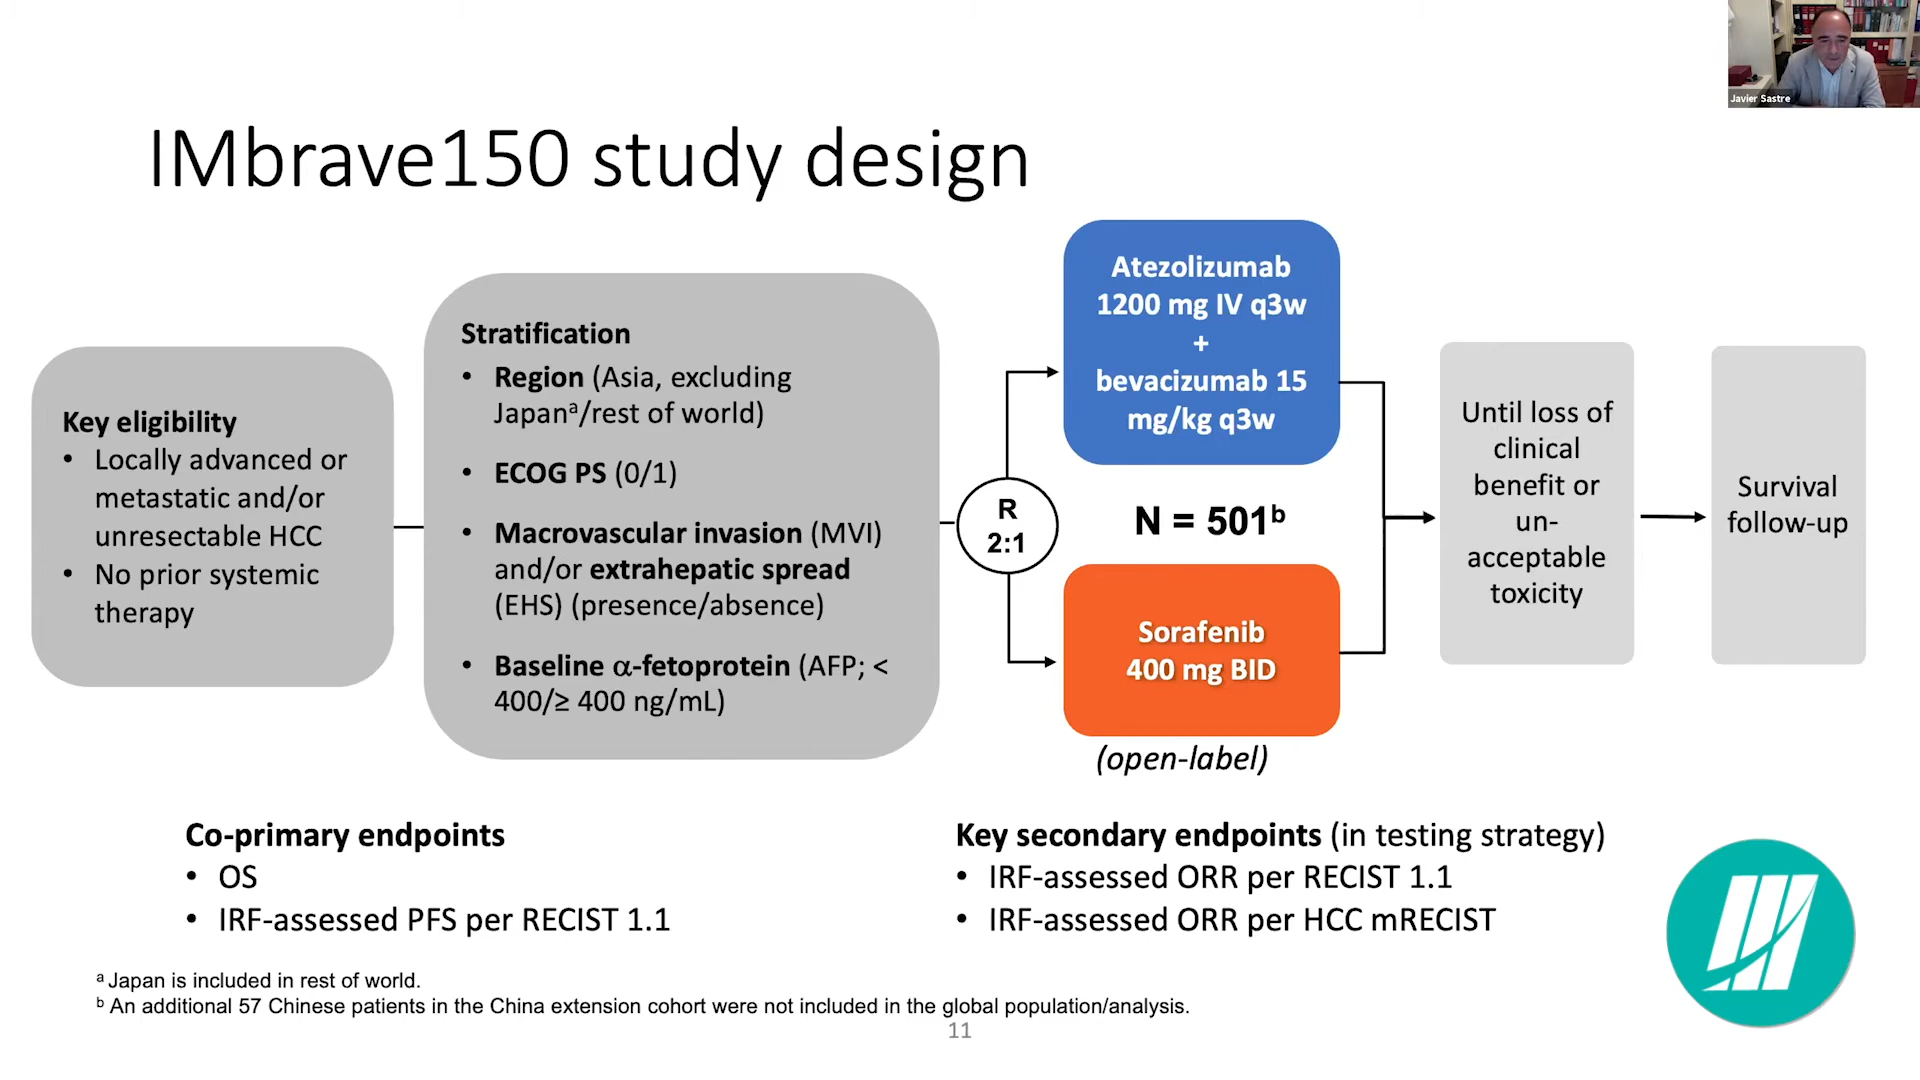 Javier Sastre
IMbrave150 study design
Key eligibility
• Locally advanced or
metastatic and/or
unresectable HCC
• No prior systemic
therapy
Stratification
• Region (Asia, excluding
Japanᵃ/rest of world)
• ECOG PS (0/1)
• Macrovascular invasion (MVI)
and/or extrahepatic spread
(EHS) (presence/absence)
• Baseline α-fetoprotein (AFP; <
400/≥ 400 ng/mL)
R
2:1
Atezolizumab
1200 mg IV q3w
+
bevacizumab 15
mg/kg q3w
N = 501ᵇ
Sorafenib
400 mg BID
(open-label)
Until loss of
clinical
benefit or
un-
acceptable
toxicity
Survival
follow-up
Co-primary endpoints
• OS
• IRF-assessed PFS per RECIST 1.1
Key secondary endpoints (in testing strategy)
• IRF-assessed ORR per RECIST 1.1
• IRF-assessed ORR per HCC mRECIST
ᵃ Japan is included in rest of world.
ᵇ An additional 57 Chinese patients in the China extension cohort were not included in the global population/analysis.
11